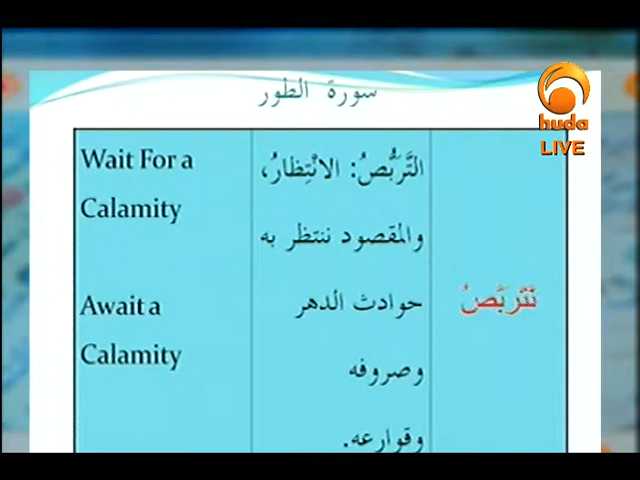 سورة الطور
huda
LIVE
نَّتَرَبَّصُ
التَّرَبُّصُ: الانْتِظارُ،
والمقصود ننتظر به
حوادث الدهر
وصروفه
وقوارعه.
Wait For a
Calamity
Await a
Calamity